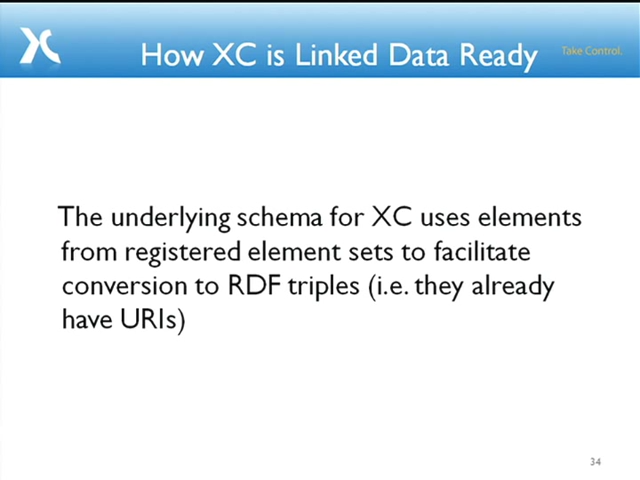 XC
How XC is Linked Data Ready
Take Control.
The underlying schema for XC uses elements
from registered element sets to facilitate
conversion to RDF triples (i.e. they already
have URIs)
34